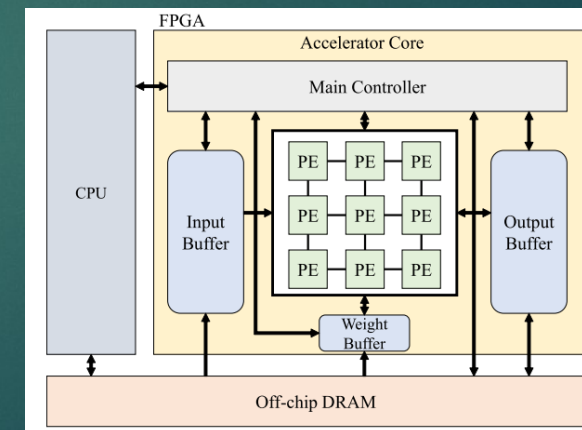 FPGA
Accelerator Core
Main Controller
CPU
PE PE PE
PE PE PE
PE PE PE
Input
Buffer
Output
Buffer
Weight
Buffer
Off-chip DRAM